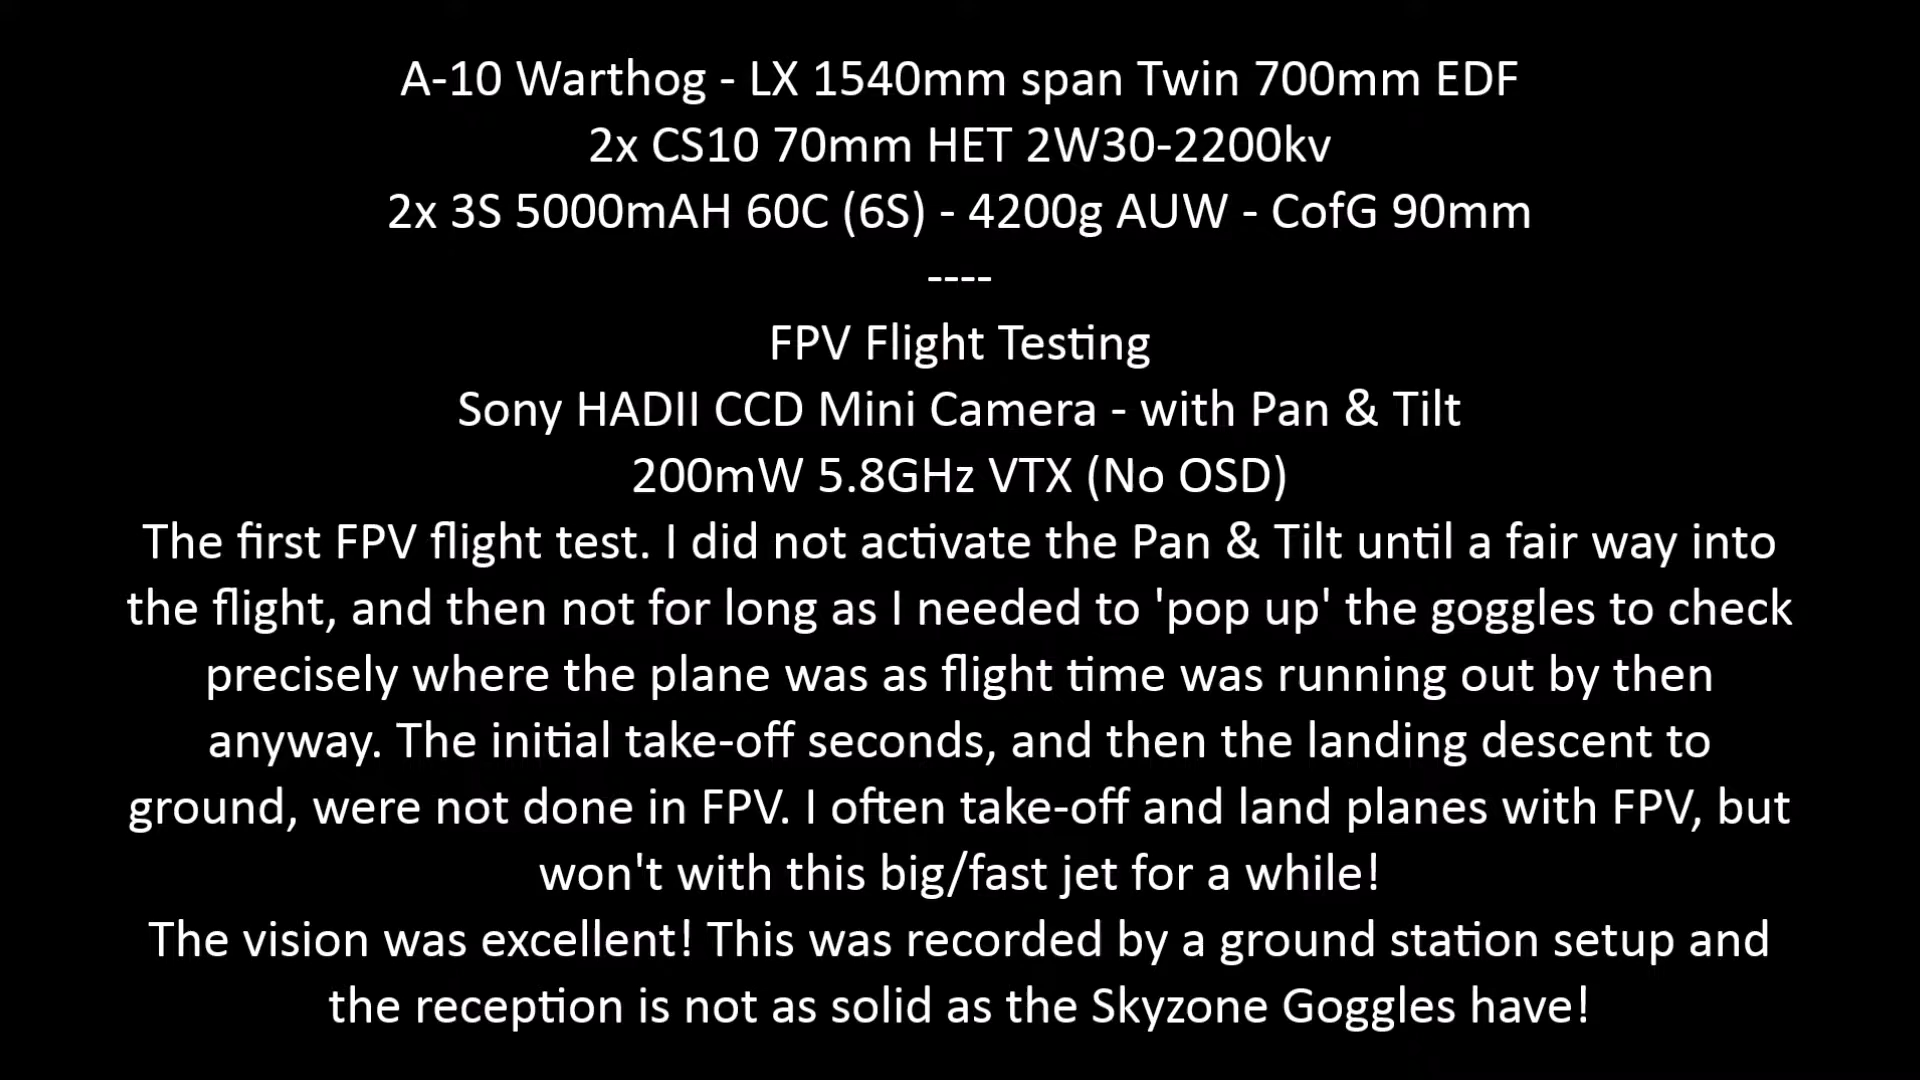 A-10 Warthog - LX 1540mm span Twin 700mm EDF
2x CS10 70mm HET 2W30-2200kv
2x 3S 5000mAH 60C (6S) - 4200g AUW - CofG 90mm
----
FPV Flight Testing
Sony HADII CCD Mini Camera - with Pan & Tilt
200mW 5.8GHz VTX (No OSD)
The first FPV flight test. I did not activate the Pan & Tilt until a fair way into
the flight, and then not for long as I needed to 'pop up' the goggles to check
precisely where the plane was as flight time was running out by then
anyway. The initial take-off seconds, and then the landing descent to
ground, were not done in FPV. I often take-off and land planes with FPV, but
won't with this big/fast jet for a while!
The vision was excellent! This was recorded by a ground station setup and
the reception is not as solid as the Skyzone Goggles have!